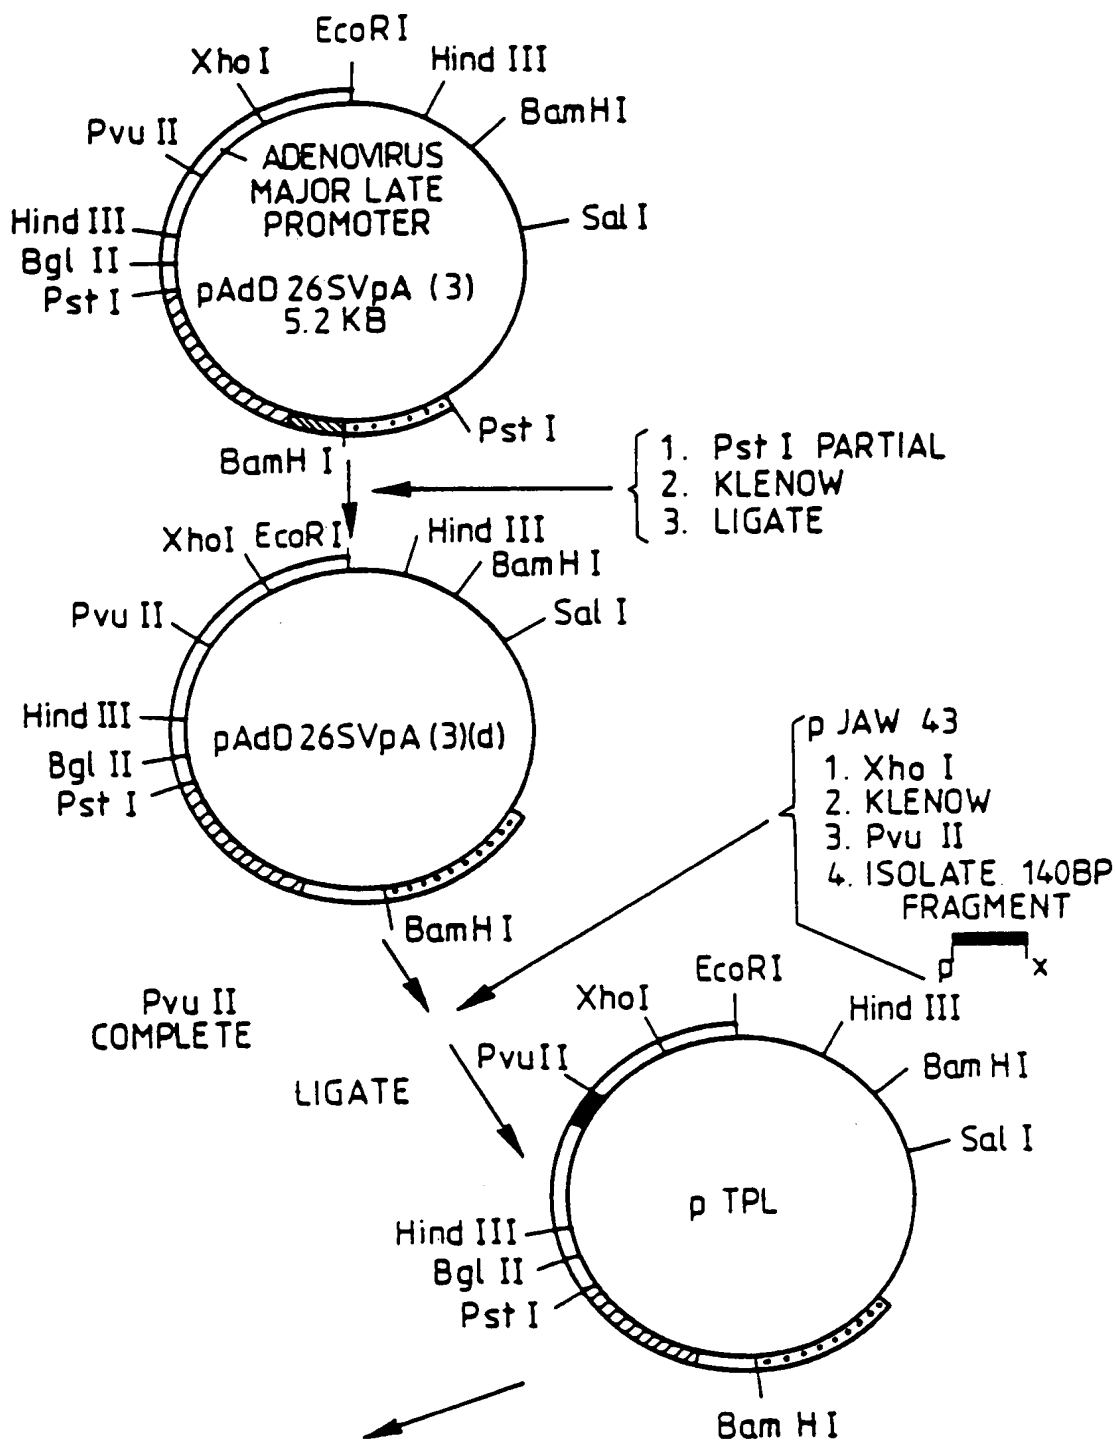 EcoRI
Xho I
Hind III
BamHI
Pvu II
ADENOVIRUS
MAJOR LATE
PROMOTER
Hind III
Sal I
Bgl II
Pst I
pAdD 26SVpA (3)
5.2 KB
Pst I
BamH I
1. Pst I PARTIAL
2. KLENOW
3. LIGATE
XhoI EcoRI
Hind III
BamH I
Pvu II
Sal I
Hind III
pAdD 26SVpA (3)(d)
Bgl II
Pst I
BamH I
p JAW 43
1. Xho I
2. KLENOW
3. Pvu II
4. ISOLATE 140BP
FRAGMENT
p x
Pvu II
COMPLETE
LIGATE
EcoRI
XhoI
Hind III
PvuII
Bam H I
Sal I
p TPL
Hind III
Bgl II
Pst I
Bam H I